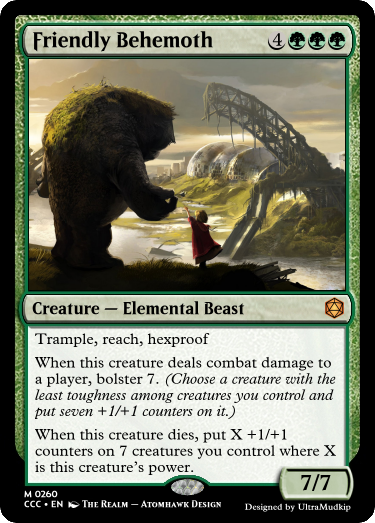 Friendly Behemoth 4
Creature — Elemental Beast
Trample, reach, hexproof
When this creature deals combat damage to
a player, bolster 7. (Choose a creature with the
least toughness among creatures you control and
put seven +1/+1 counters on it.)
When this creature dies, put X +1/+1
counters on 7 creatures you control where X
is this creature's power.
7/7
M 0260
CCC • EN The Realm — Atomhawk Design
Designed by UltraMudkip